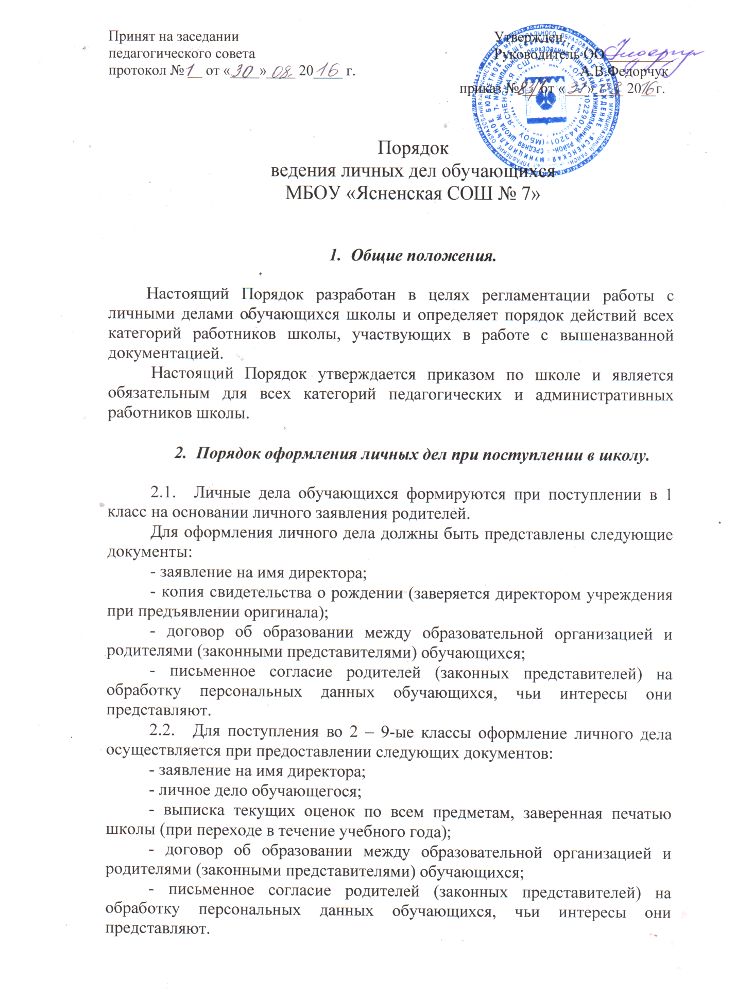 Принят на заседании
педагогического совета
протокол № 1 от «30» 08. 2016 г.
Утвержден.
Руководитель ОО
А.В.Федорчук
приказ № от «31» 2016 г.
Порядок
ведения личных дел обучающихся
МБОУ «Ясненская СОШ № 7»
1. Общие положения.
Настоящий Порядок разработан в целях регламентации работы с
личными делами обучающихся школы и определяет порядок действий всех
категорий работников школы, участвующих в работе с вышеназванной
документацией.
Настоящий Порядок утверждается приказом по школе и является
обязательным для всех категорий педагогических и административных
работников школы.
2. Порядок оформления личных дел при поступлении в школу.
2.1. Личные дела обучающихся формируются при поступлении в 1
класс на основании личного заявления родителей.
Для оформления личного дела должны быть представлены следующие
документы:
- заявление на имя директора;
- копия свидетельства о рождении (заверяется директором учреждения
при предъявлении оригинала);
- договор об образовании между образовательной организацией и
родителями (законными представителями) обучающихся;
- письменное согласие родителей (законных представителей) на
обработку персональных данных обучающихся, чьи интересы они
представляют.
2.2. Для поступления во 2 – 9-ые классы оформление личного дела
осуществляется при предоставлении следующих документов:
- заявление на имя директора;
- личное дело обучающегося;
- выписка текущих оценок по всем предметам, заверенная печатью
школы (при переходе в течение учебного года);
- договор об образовании между образовательной организацией и
родителями (законными представителями) обучающихся;
- письменное согласие родителей (законных представителей) на
обработку персональных данных обучающихся, чьи интересы они
представляют.